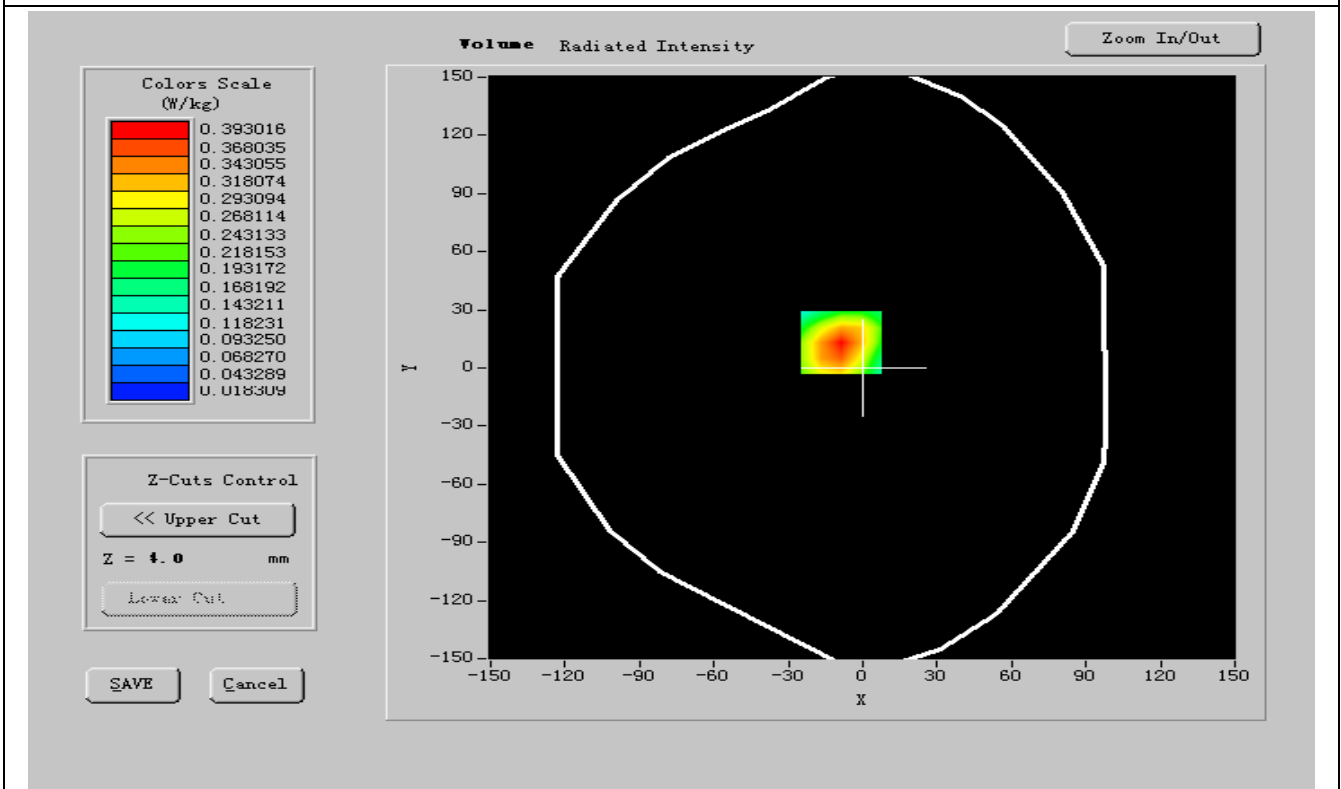 Volume Radiated Intensity
Zoom In/Out
Colors Scale
(W/kg)
0.393016
0.368035
0.343055
0.318074
0.293094
0.268114
0.243133
0.218153
0.193172
0.168192
0.143211
0.118231
0.093250
0.068270
0.043289
0.018309
Z-Cuts Control
<< Upper Cut
Z = 4.0 mm
Lower Cut
SAVE Cancel
150
120
90
60
30
0
-30
-60
-90
-120
-150
Y
-150 -120 -90 -60 -30 0 30 60 90 120 150
X